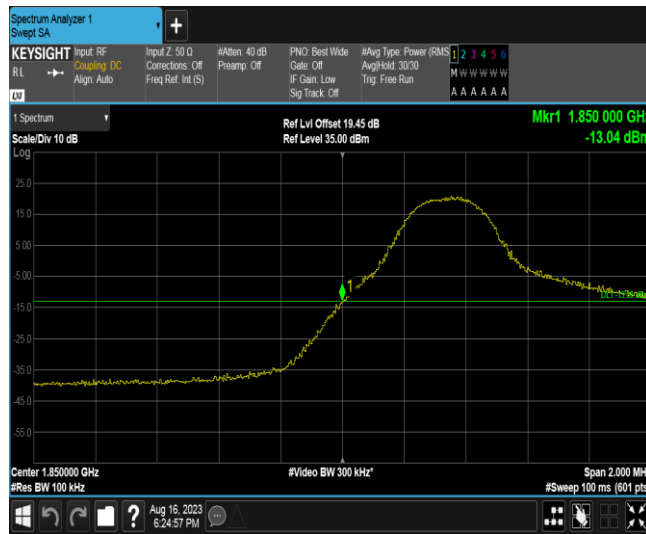 Spectrum Analyzer 1
Swept SA
+
KEYSIGHT Input: RF Input Z: 50 Ω #Atten: 40 dB PNO: Best Wide #Avg Type: Power (RMS 1 2 3 4 5 6
RL Coupling: DC Corrections: Off Preamp: Off Gate: Off Avg|Hold: 30/30 M W W W W W
Align: Auto Freq Ref: Int (S) IF Gain: Low Trig: Free Run
LXI Sig Track: Off A A A A A A
1 Spectrum
Ref Lvl Offset 19.45 dB Mkr1 1.850 000 GH
Scale/Div 10 dB Ref Level 35.00 dBm -13.04 dBm
Log
25.0
15.0
5.00
-5.00
1
-15.0
-35.0
-45.0
-55.0
Center 1.850000 GHz #Video BW 300 kHz* Span 2.000 MH
#Res BW 100 kHz #Sweep 100 ms (601 pts
? Aug 16, 2023
6:24:57 PM